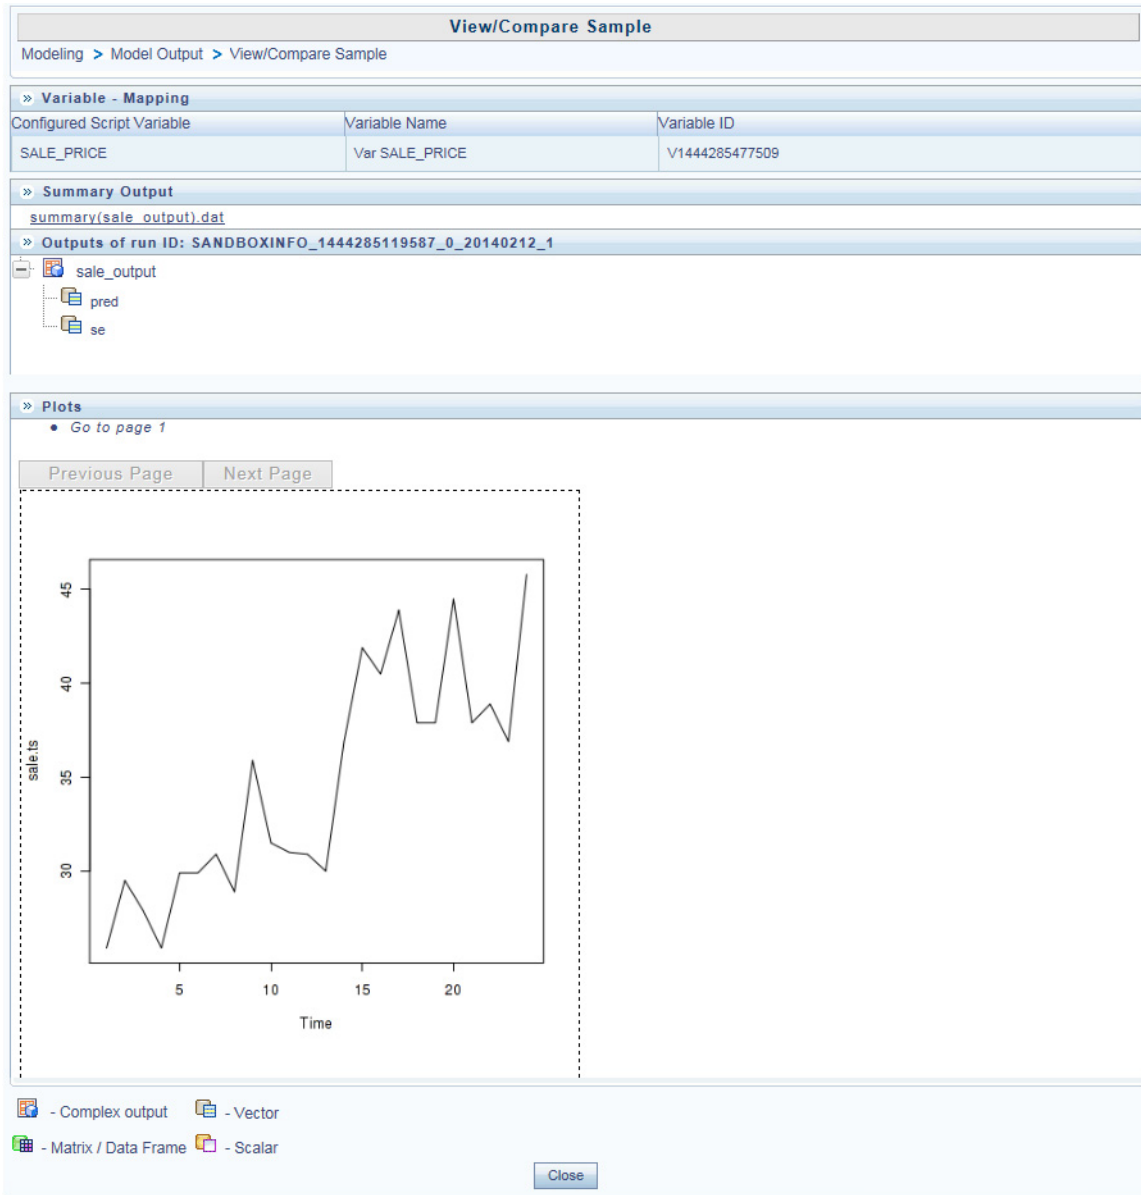 View/Compare Sample
Modeling > Model Output > View/Compare Sample
» Variable - Mapping
Configured Script Variable Variable Name Variable ID
SALE_PRICE Var SALE_PRICE V1444285477509
» Summary Output
summary(sale_output).dat
» Outputs of run ID: SANDBOXINFO_1444285119587_0_20140212_1
sale_output
pred
se
» Plots
• Go to page 1
Previous Page Next Page
45
40
35
30
sale.ts
5 10 15 20
Time
- Complex output - Vector
- Matrix / Data Frame - Scalar
Close